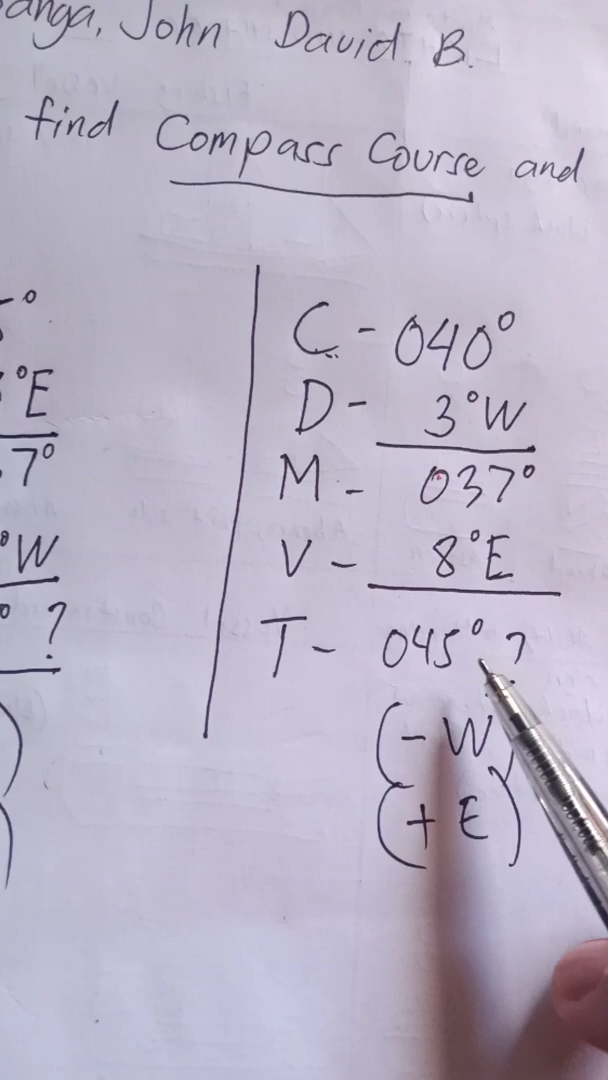 John David B.
find Compass Course and
°E
7°
°W
° ?
C - 040°
D - 3°W
M - 037°
V - 8°E
T - 045° ?
(- W)
(+ E)